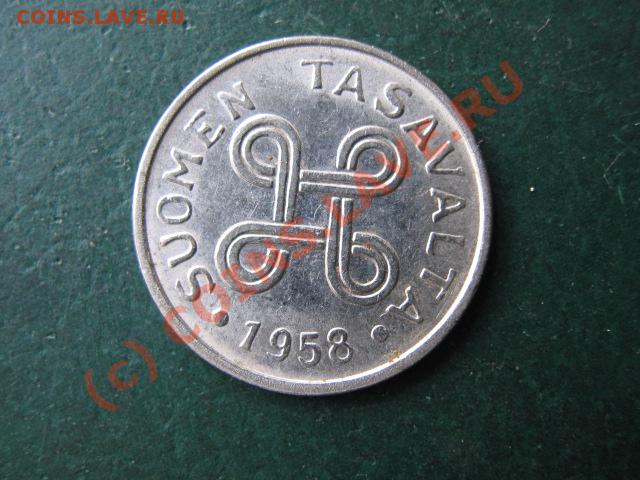 COINS.LAVE.RU
SUOMEN TASAVALTA
1958
(c) COINS.LAVE.RU